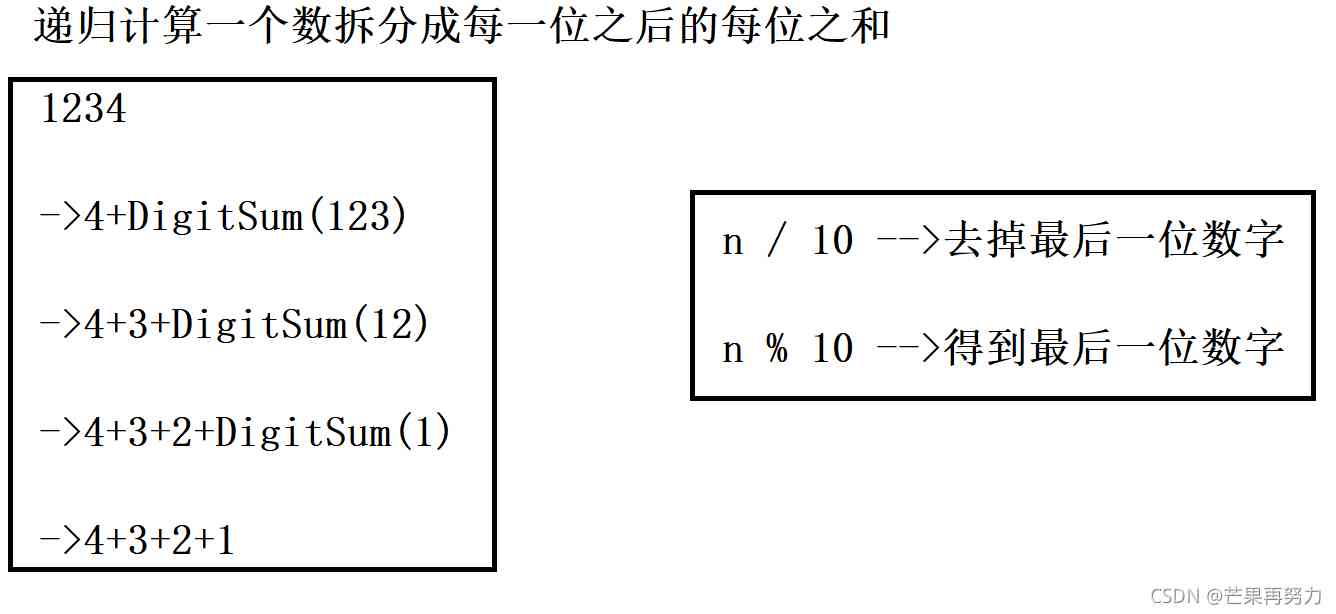 递归计算一个数拆分成每一位之后的每位之和
1234
->4+DigitSum(123)
->4+3+DigitSum(12)
->4+3+2+DigitSum(1)
->4+3+2+1
n / 10 -->去掉最后一位数字
n % 10 -->得到最后一位数字
CSDN @芒果再努力